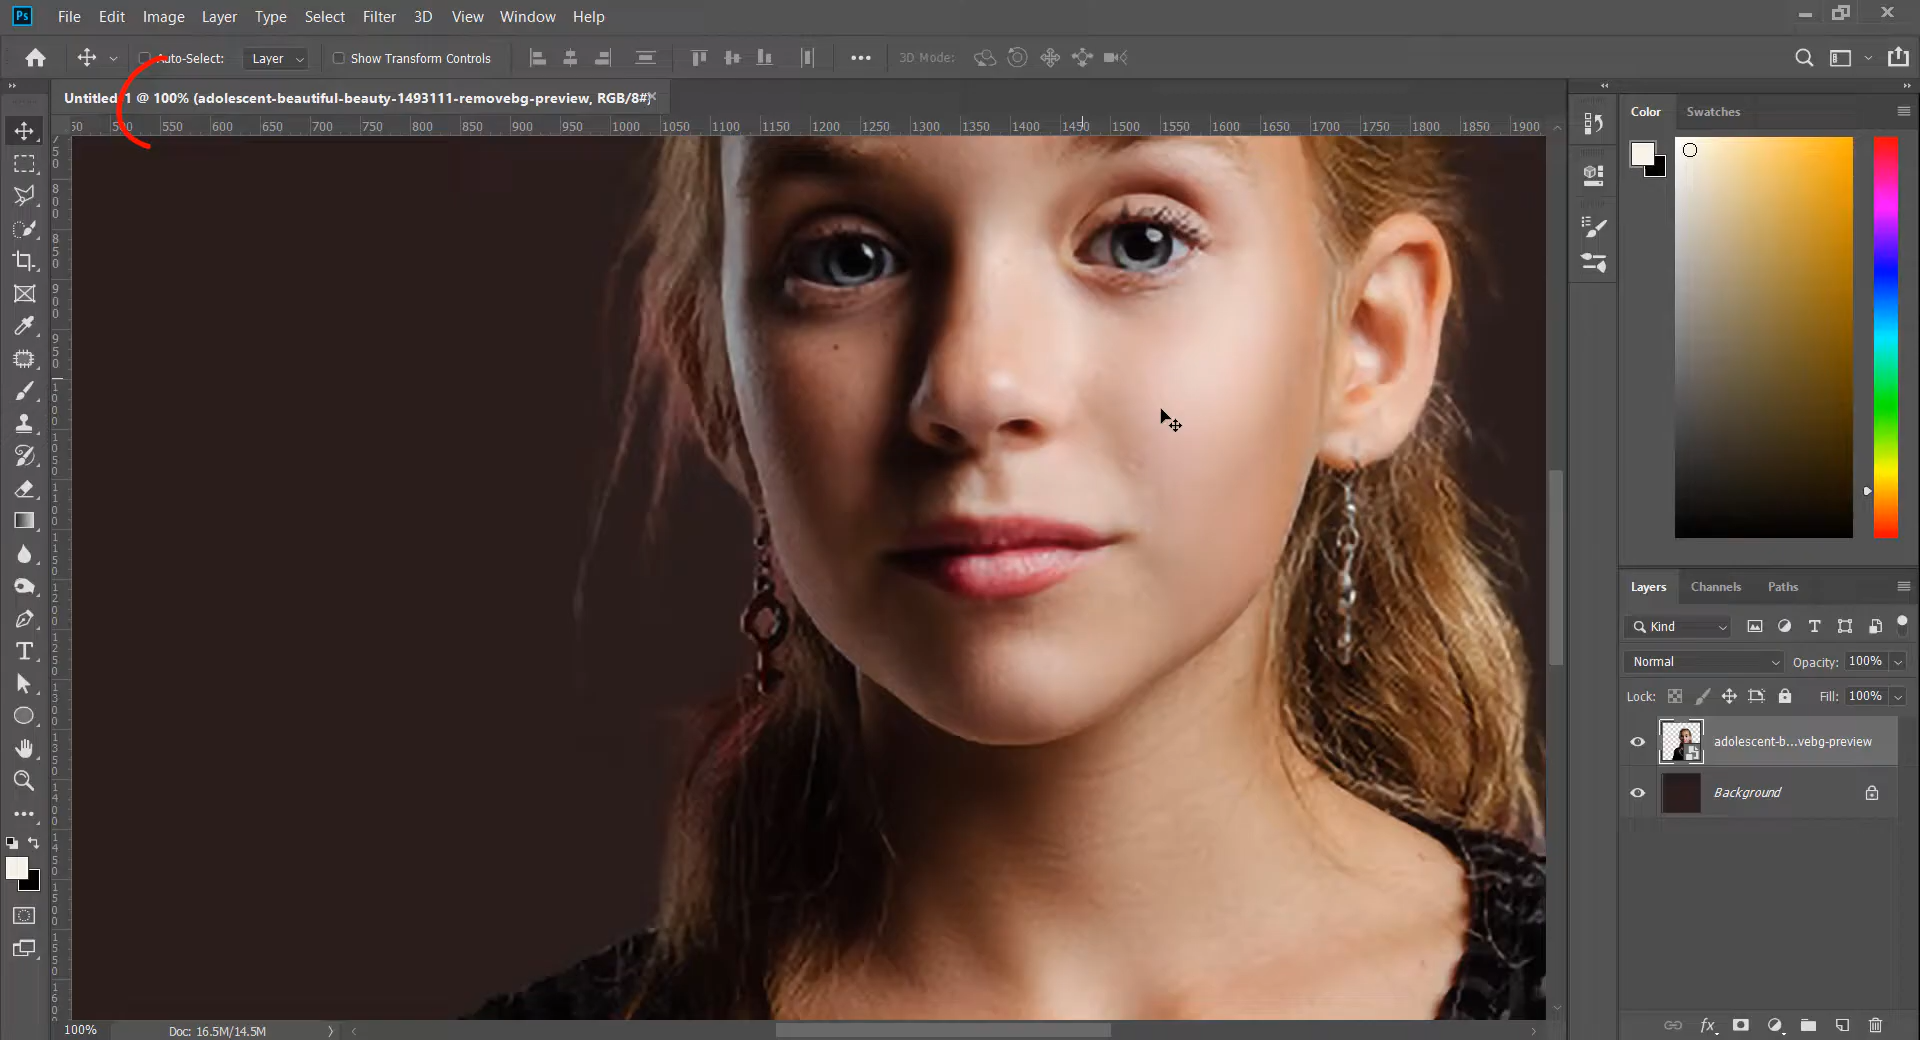 Ps File Edit Image Layer Type Select Filter 3D View Window Help
Auto-Select: Layer Show Transform Controls 3D Mode:
Untitled-1 @ 100% (adolescent-beautiful-beauty-1493111-removebg-preview, RGB/8#)
50 500 550 600 650 700 750 800 850 900 950 1000 1050 1100 1150 1200 1250 1300 1350 1400 1450 1500 1550 1600 1650 1700 1750 1800 1850 1900
Color Swatches
Layers Channels Paths
Kind
Normal Opacity: 100%
Lock: Fill: 100%
adolescent-b...vebg-preview
Background
100% Doc: 16.5M/14.5M